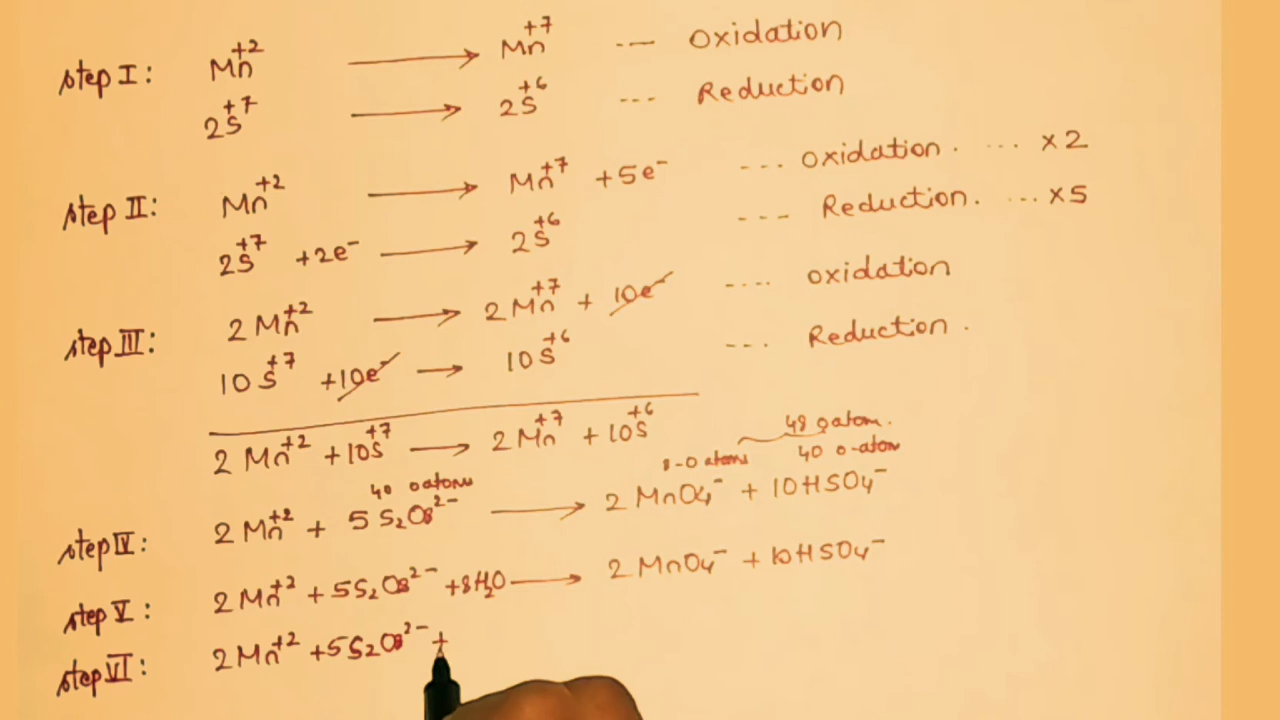 step I: Mn+2 → Mn+7 --- Oxidation
2S+7 → 2S+6 --- Reduction
step II: Mn+2 → Mn+7 +5e- --- oxidation. ... ×2
2S+7 +2e- → 2S+6 --- Reduction. ... ×5
step III: 2Mn+2 → 2Mn+7 + 10e- .... oxidation
10S+7 +10e- → 10S+6 --- Reduction.
2Mn+2 +10S+7 → 2Mn+7 +10S+6
48 o atom.
40 o atoms 8-O atoms 40 o-atom
step IV: 2Mn+2 + 5S2O8 2- → 2MnO4- + 10HSO4-
step V: 2Mn+2 +5S2O8 2- +8H2O → 2MnO4- +10HSO4-
step VI: 2Mn+2 +5S2O8 2- +